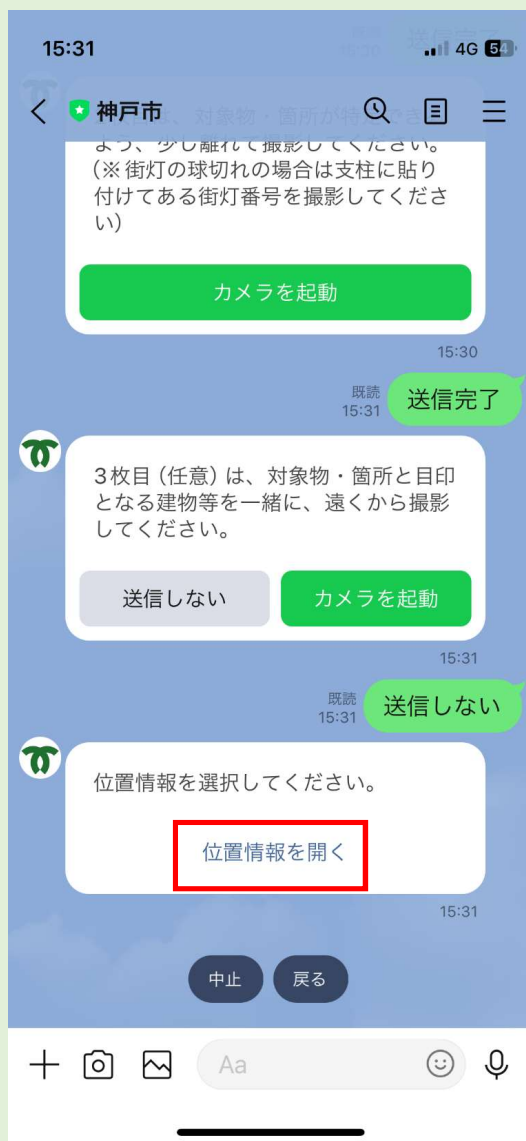 15:31
4G 54
神戸市
よう、少し離れて撮影してください。
(※街灯の球切れの場合は支柱に貼り
付けてある街灯番号を撮影してくださ
い)
カメラを起動
15:30
既読
15:31
送信完了
3枚目(任意)は、対象物・箇所と目印
となる建物等を一緒に、遠くから撮影
してください。
送信しない
カメラを起動
15:31
既読
15:31
送信しない
位置情報を選択してください。
位置情報を開く
15:31
中止
戻る
Aa